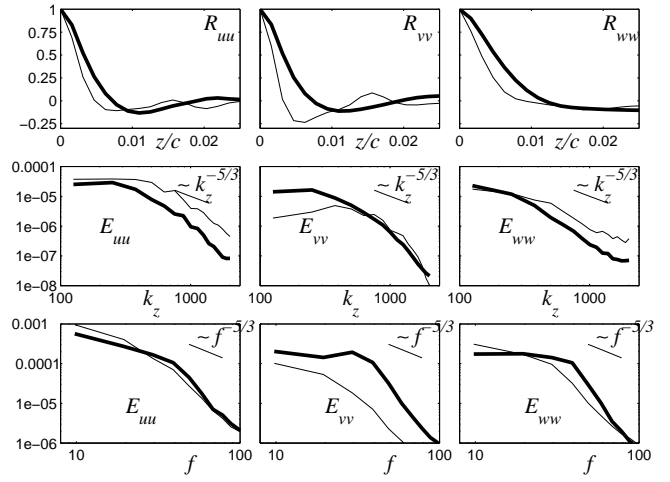 1
0.75
0.5
0.25
0
−0.25
R_uu
R_vv
R_ww
0
0.01
0.02
z/c
0
0.01
0.02
z/c
0
0.01
0.02
z/c
0.0001
1e−05
1e−06
1e−07
1e−08
~ k_z^−5/3
~ k_z^−5/3
~ k_z^−5/3
E_uu
E_vv
E_ww
100
1000
k_z
100
1000
k_z
100
1000
k_z
0.001
0.0001
1e−05
1e−06
~ f^−5/3
~ f^−5/3
~ f^−5/3
E_uu
E_vv
E_ww
10
100
f
10
100
f
10
100
f